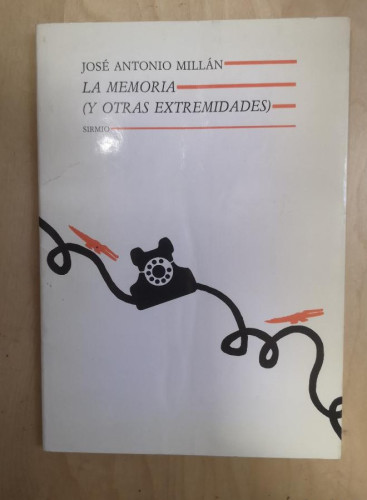 JOSÉ ANTONIO MILLÁN
LA MEMORIA
(Y OTRAS EXTREMIDADES)
SIRMIO